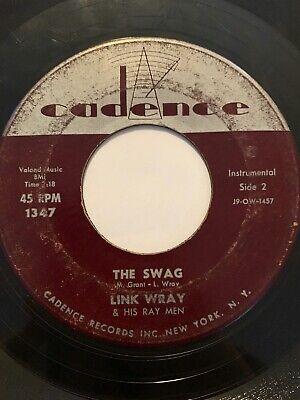 cadence
Valand Music
BMI
Time 2:18
45 RPM
1347
Instrumental
Side 2
J9-OW-1457
THE SWAG
M. Grant - L. Wray
LINK WRAY
& HIS RAY MEN
CADENCE RECORDS INC. NEW YORK, N. Y.